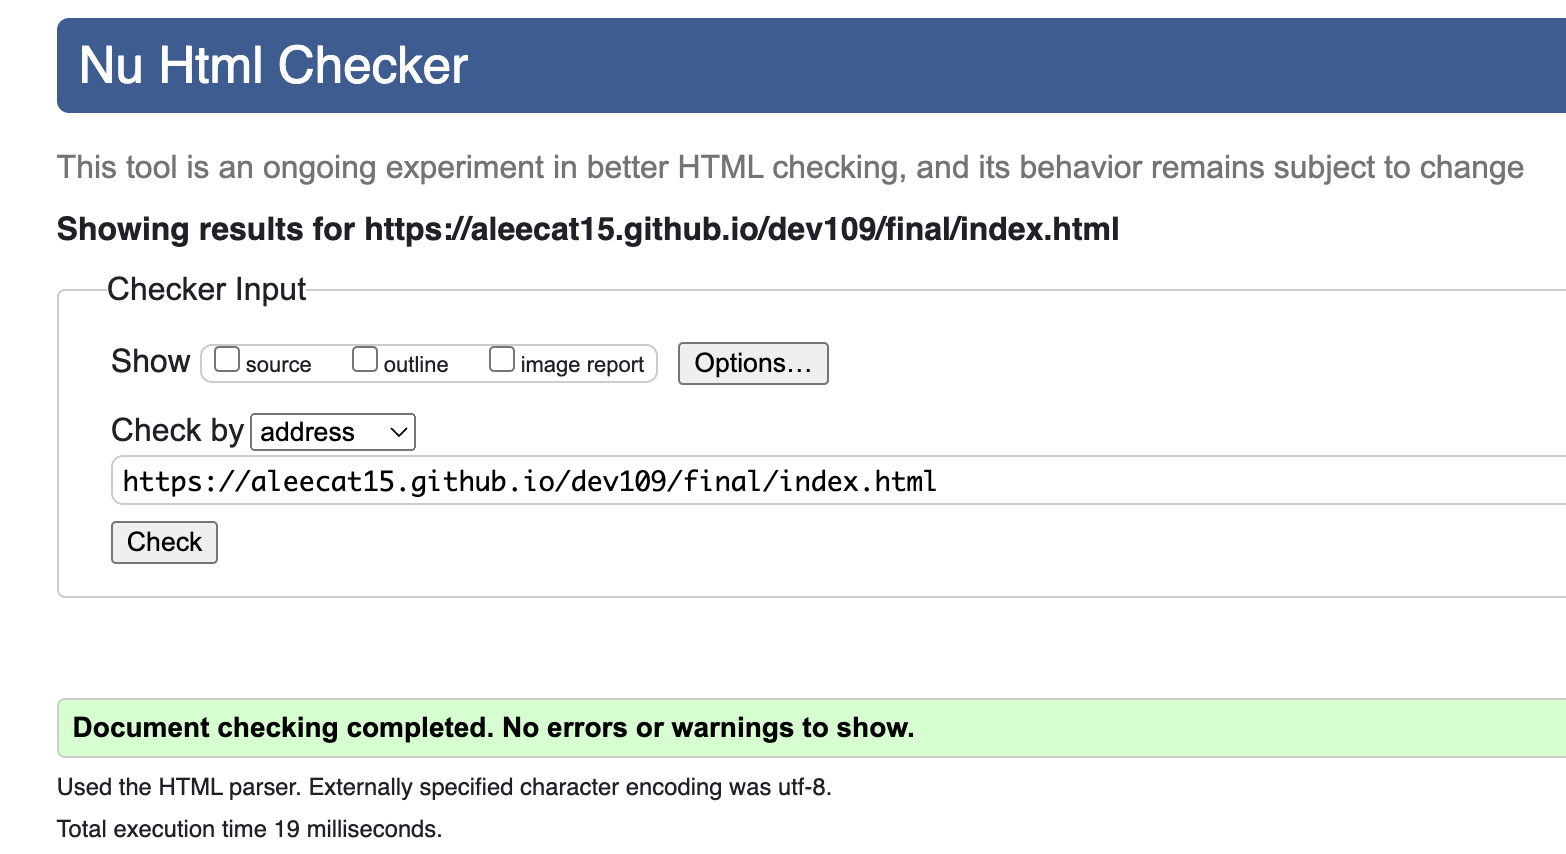 Nu Html Checker
This tool is an ongoing experiment in better HTML checking, and its behavior remains subject to change
Showing results for https://aleecat15.github.io/dev109/final/index.html
Checker Input
Show source outline image report Options...
Check by address
https://aleecat15.github.io/dev109/final/index.html
Check
Document checking completed. No errors or warnings to show.
Used the HTML parser. Externally specified character encoding was utf-8.
Total execution time 19 milliseconds.